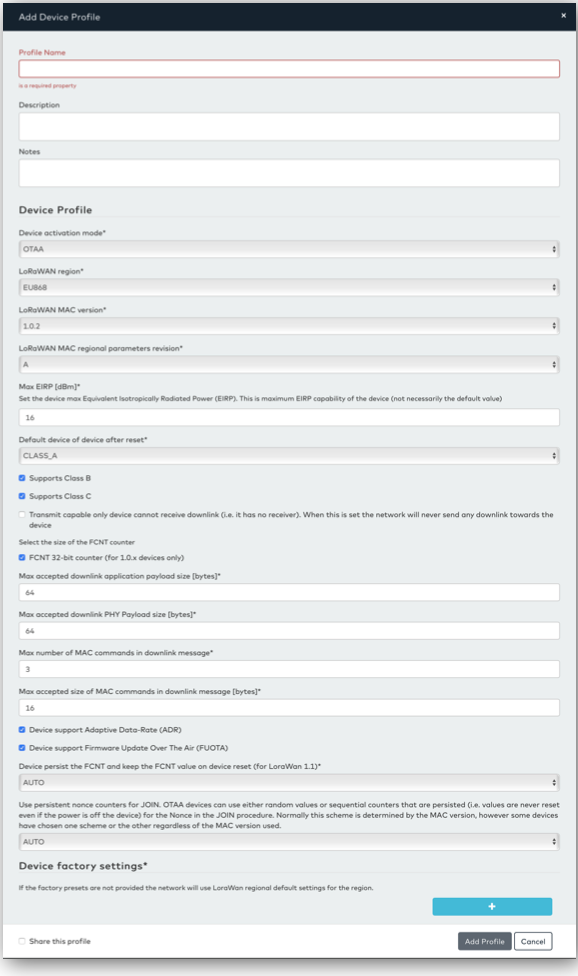 Add Device Profile
×
Profile Name
is a required property
Description
Notes
Device Profile
Device activation mode*
OTAA
LoRaWAN region*
EU868
LoRaWAN MAC version*
1.0.2
LoRaWAN MAC regional parameters revision*
A
Max EIRP [dBm]*
Set the device max Equivalent Isotropically Radiated Power (EIRP). This is maximum EIRP capability of the device (not necessarily the default value)
16
Default device of device after reset*
CLASS_A
Supports Class B
Supports Class C
Transmit capable only device cannot receive downlink (i.e. it has no receiver). When this is set the network will never send any downlink towards the
device
Select the size of the FCNT counter
FCNT 32-bit counter (for 1.0.x devices only)
Max accepted downlink application payload size [bytes]*
64
Max accepted downlink PHY Payload size [bytes]*
64
Max number of MAC commands in downlink message*
3
Max accepted size of MAC commands in downlink message [bytes]*
16
Device support Adaptive Data-Rate (ADR)
Device support Firmware Update Over The Air (FUOTA)
Device persist the FCNT and keep the FCNT value on device reset (for LoraWan 1.1)*
AUTO
Use persistent nonce counters for JOIN. OTAA devices can use either random values or sequential counters that are persisted (i.e. values are never reset
even if the power is off the device) for the Nonce in the JOIN procedure. Normally this scheme is determined by the MAC version, however some devices
have chosen one scheme or the other regardless of the MAC version used.
AUTO
Device factory settings*
If the factory presets are not provided the network will use LoraWan regional default settings for the region.
+
Share this profile
Add Profile
Cancel